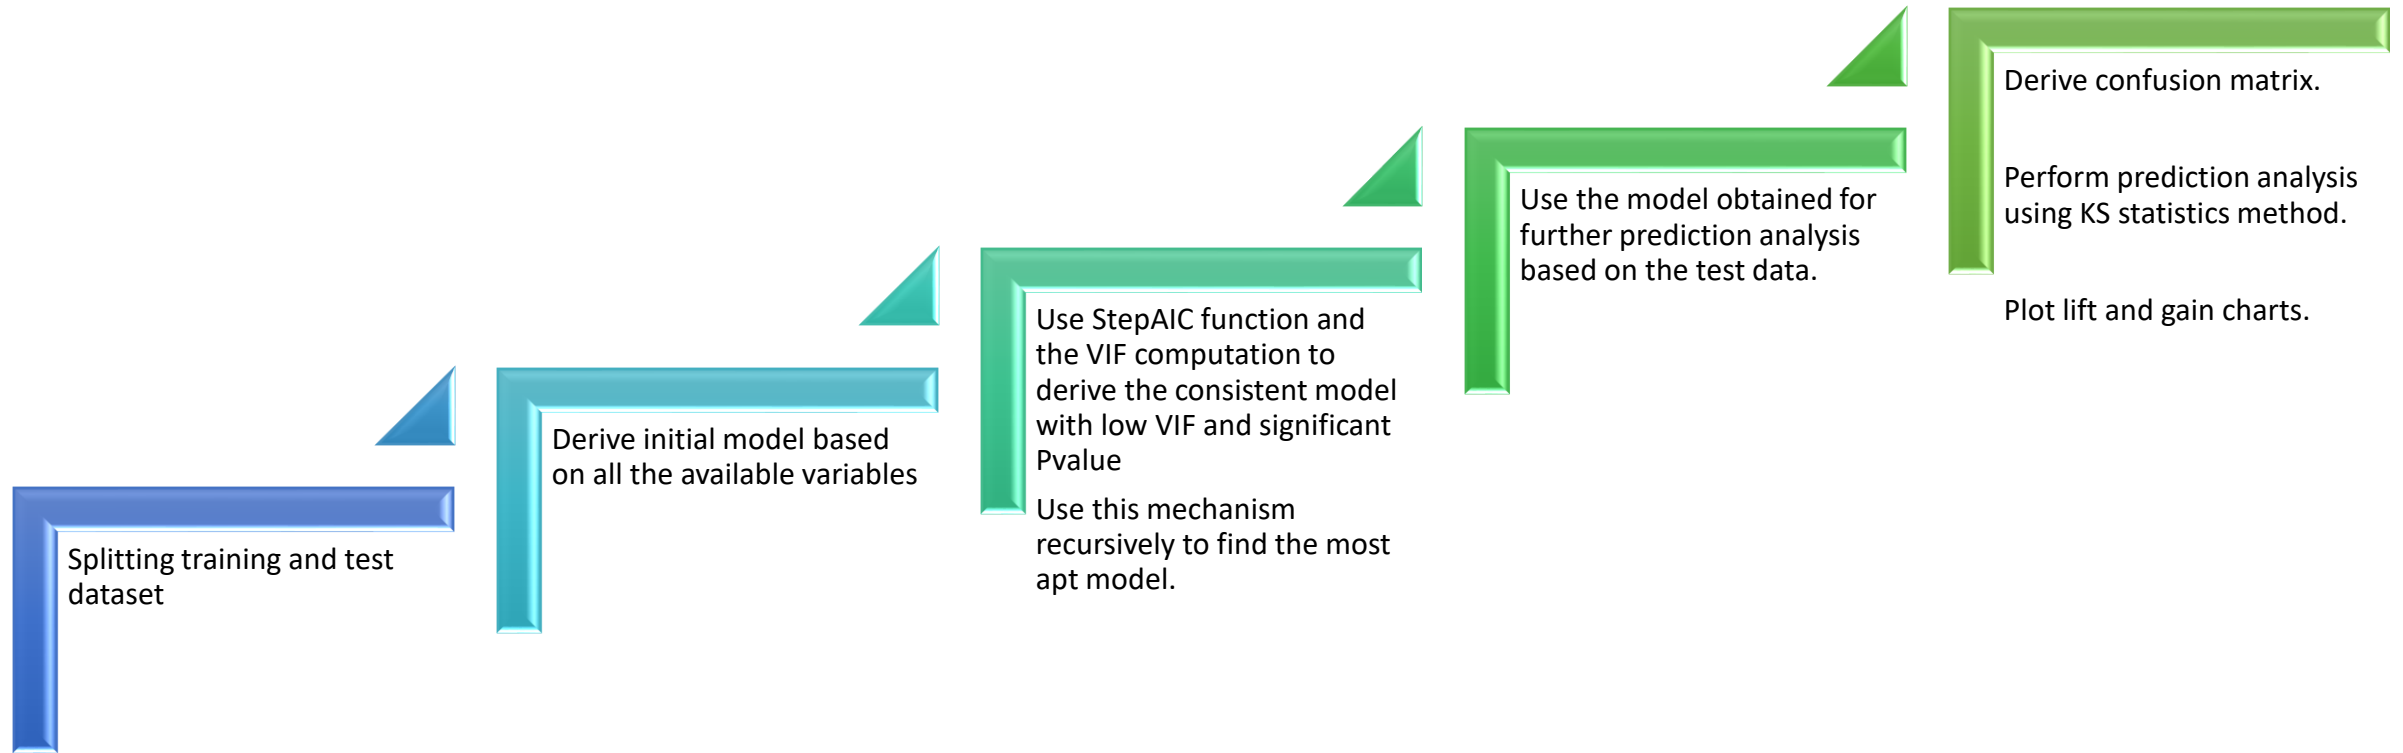 Splitting training and test
dataset
Derive initial model based
on all the available variables
Use StepAIC function and
the VIF computation to
derive the consistent model
with low VIF and significant
Pvalue
Use this mechanism
recursively to find the most
apt model.
Use the model obtained for
further prediction analysis
based on the test data.
Derive confusion matrix.
Perform prediction analysis
using KS statistics method.
Plot lift and gain charts.